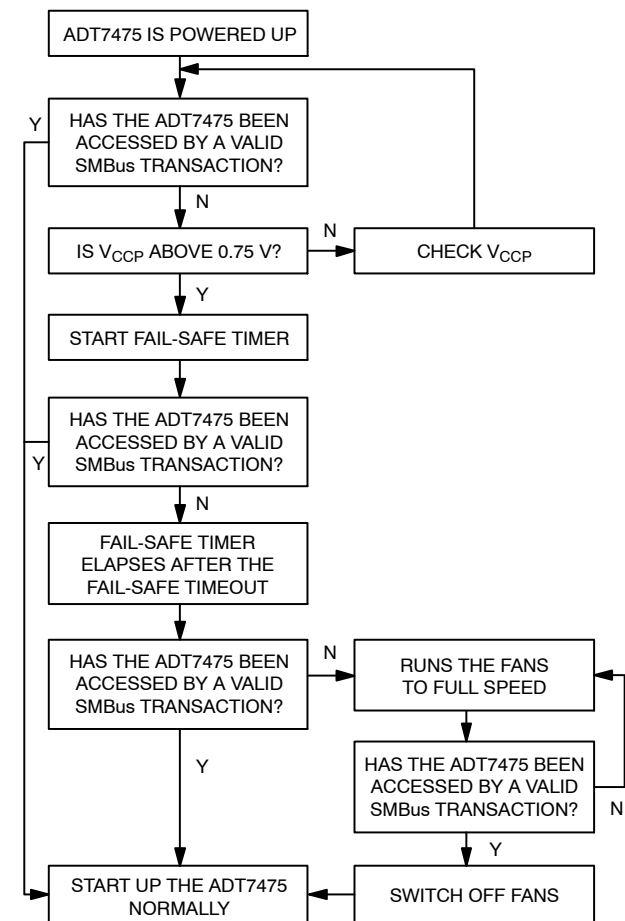 ADT7475 IS POWERED UP
Y
HAS THE ADT7475 BEEN
ACCESSED BY A VALID
SMBus TRANSACTION?
N
IS VCCP ABOVE 0.75 V?
N
CHECK VCCP
Y
START FAIL-SAFE TIMER
HAS THE ADT7475 BEEN
ACCESSED BY A VALID
SMBus TRANSACTION?
Y
N
FAIL-SAFE TIMER
ELAPSES AFTER THE
FAIL-SAFE TIMEOUT
HAS THE ADT7475 BEEN
ACCESSED BY A VALID
SMBus TRANSACTION?
N
RUNS THE FANS
TO FULL SPEED
Y
HAS THE ADT7475 BEEN
ACCESSED BY A VALID
SMBus TRANSACTION?
N
Y
START UP THE ADT7475
NORMALLY
SWITCH OFF FANS